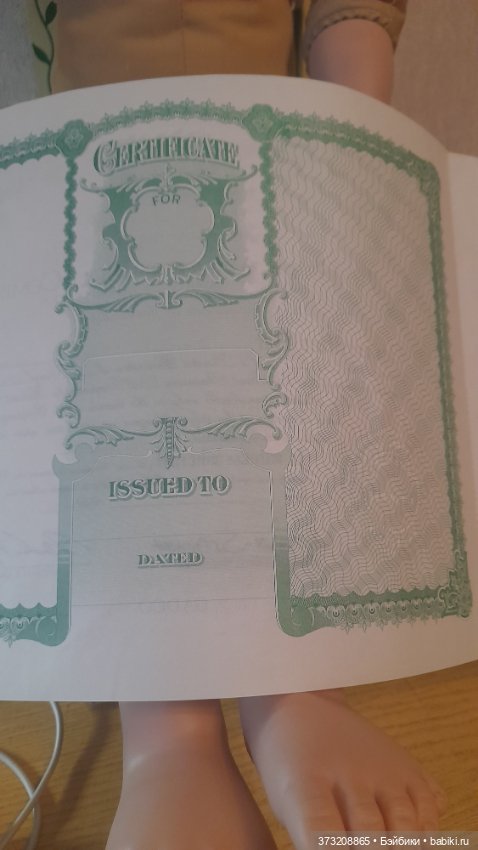 CERTIFICATE
FOR
ISSUED TO
DATED
373208865 • Бэйбики • babiki.ru